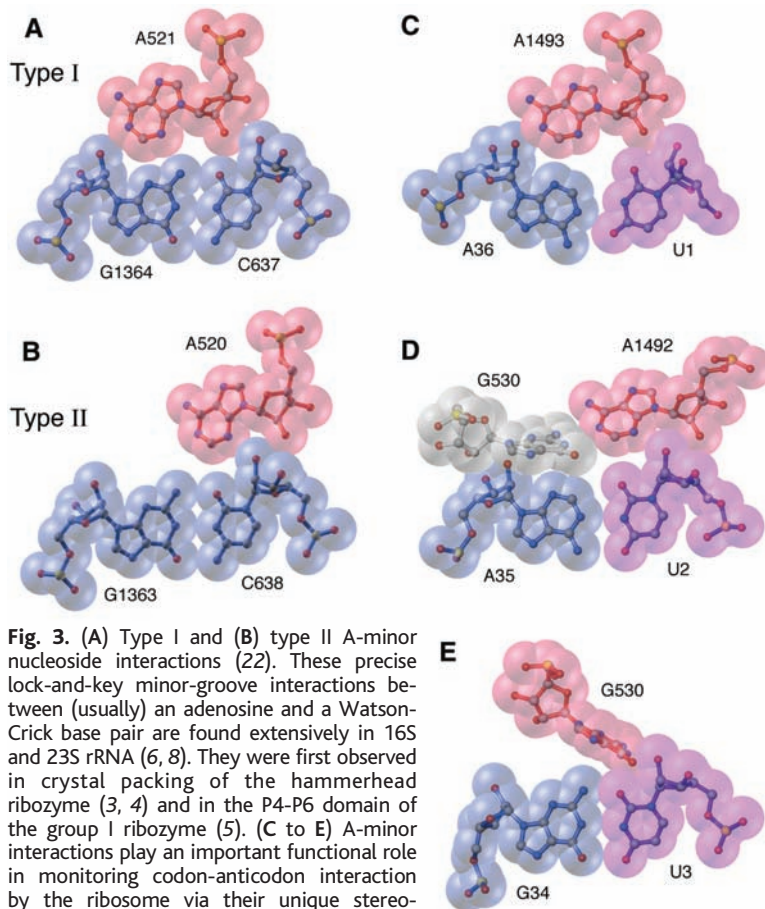 A
A521
Type I
G1364
C637
C
A1493
A36
U1
B
A520
Type II
G1363
C638
D
A1492
G530
A35
U2
Fig. 3. (A) Type I and (B) type II A-minor
nucleoside interactions (22). These precise
lock-and-key minor-groove interactions be-
tween (usually) an adenosine and a Watson-
Crick base pair are found extensively in 16S
and 23S rRNA (6, 8). They were first observed
in crystal packing of the hammerhead
ribozyme (3, 4) and in the P4-P6 domain of
the group I ribozyme (5). (C to E) A-minor
interactions play an important functional role
in monitoring codon-anticodon interaction
by the ribosome via their unique stereo-
E
G530
G34
U3